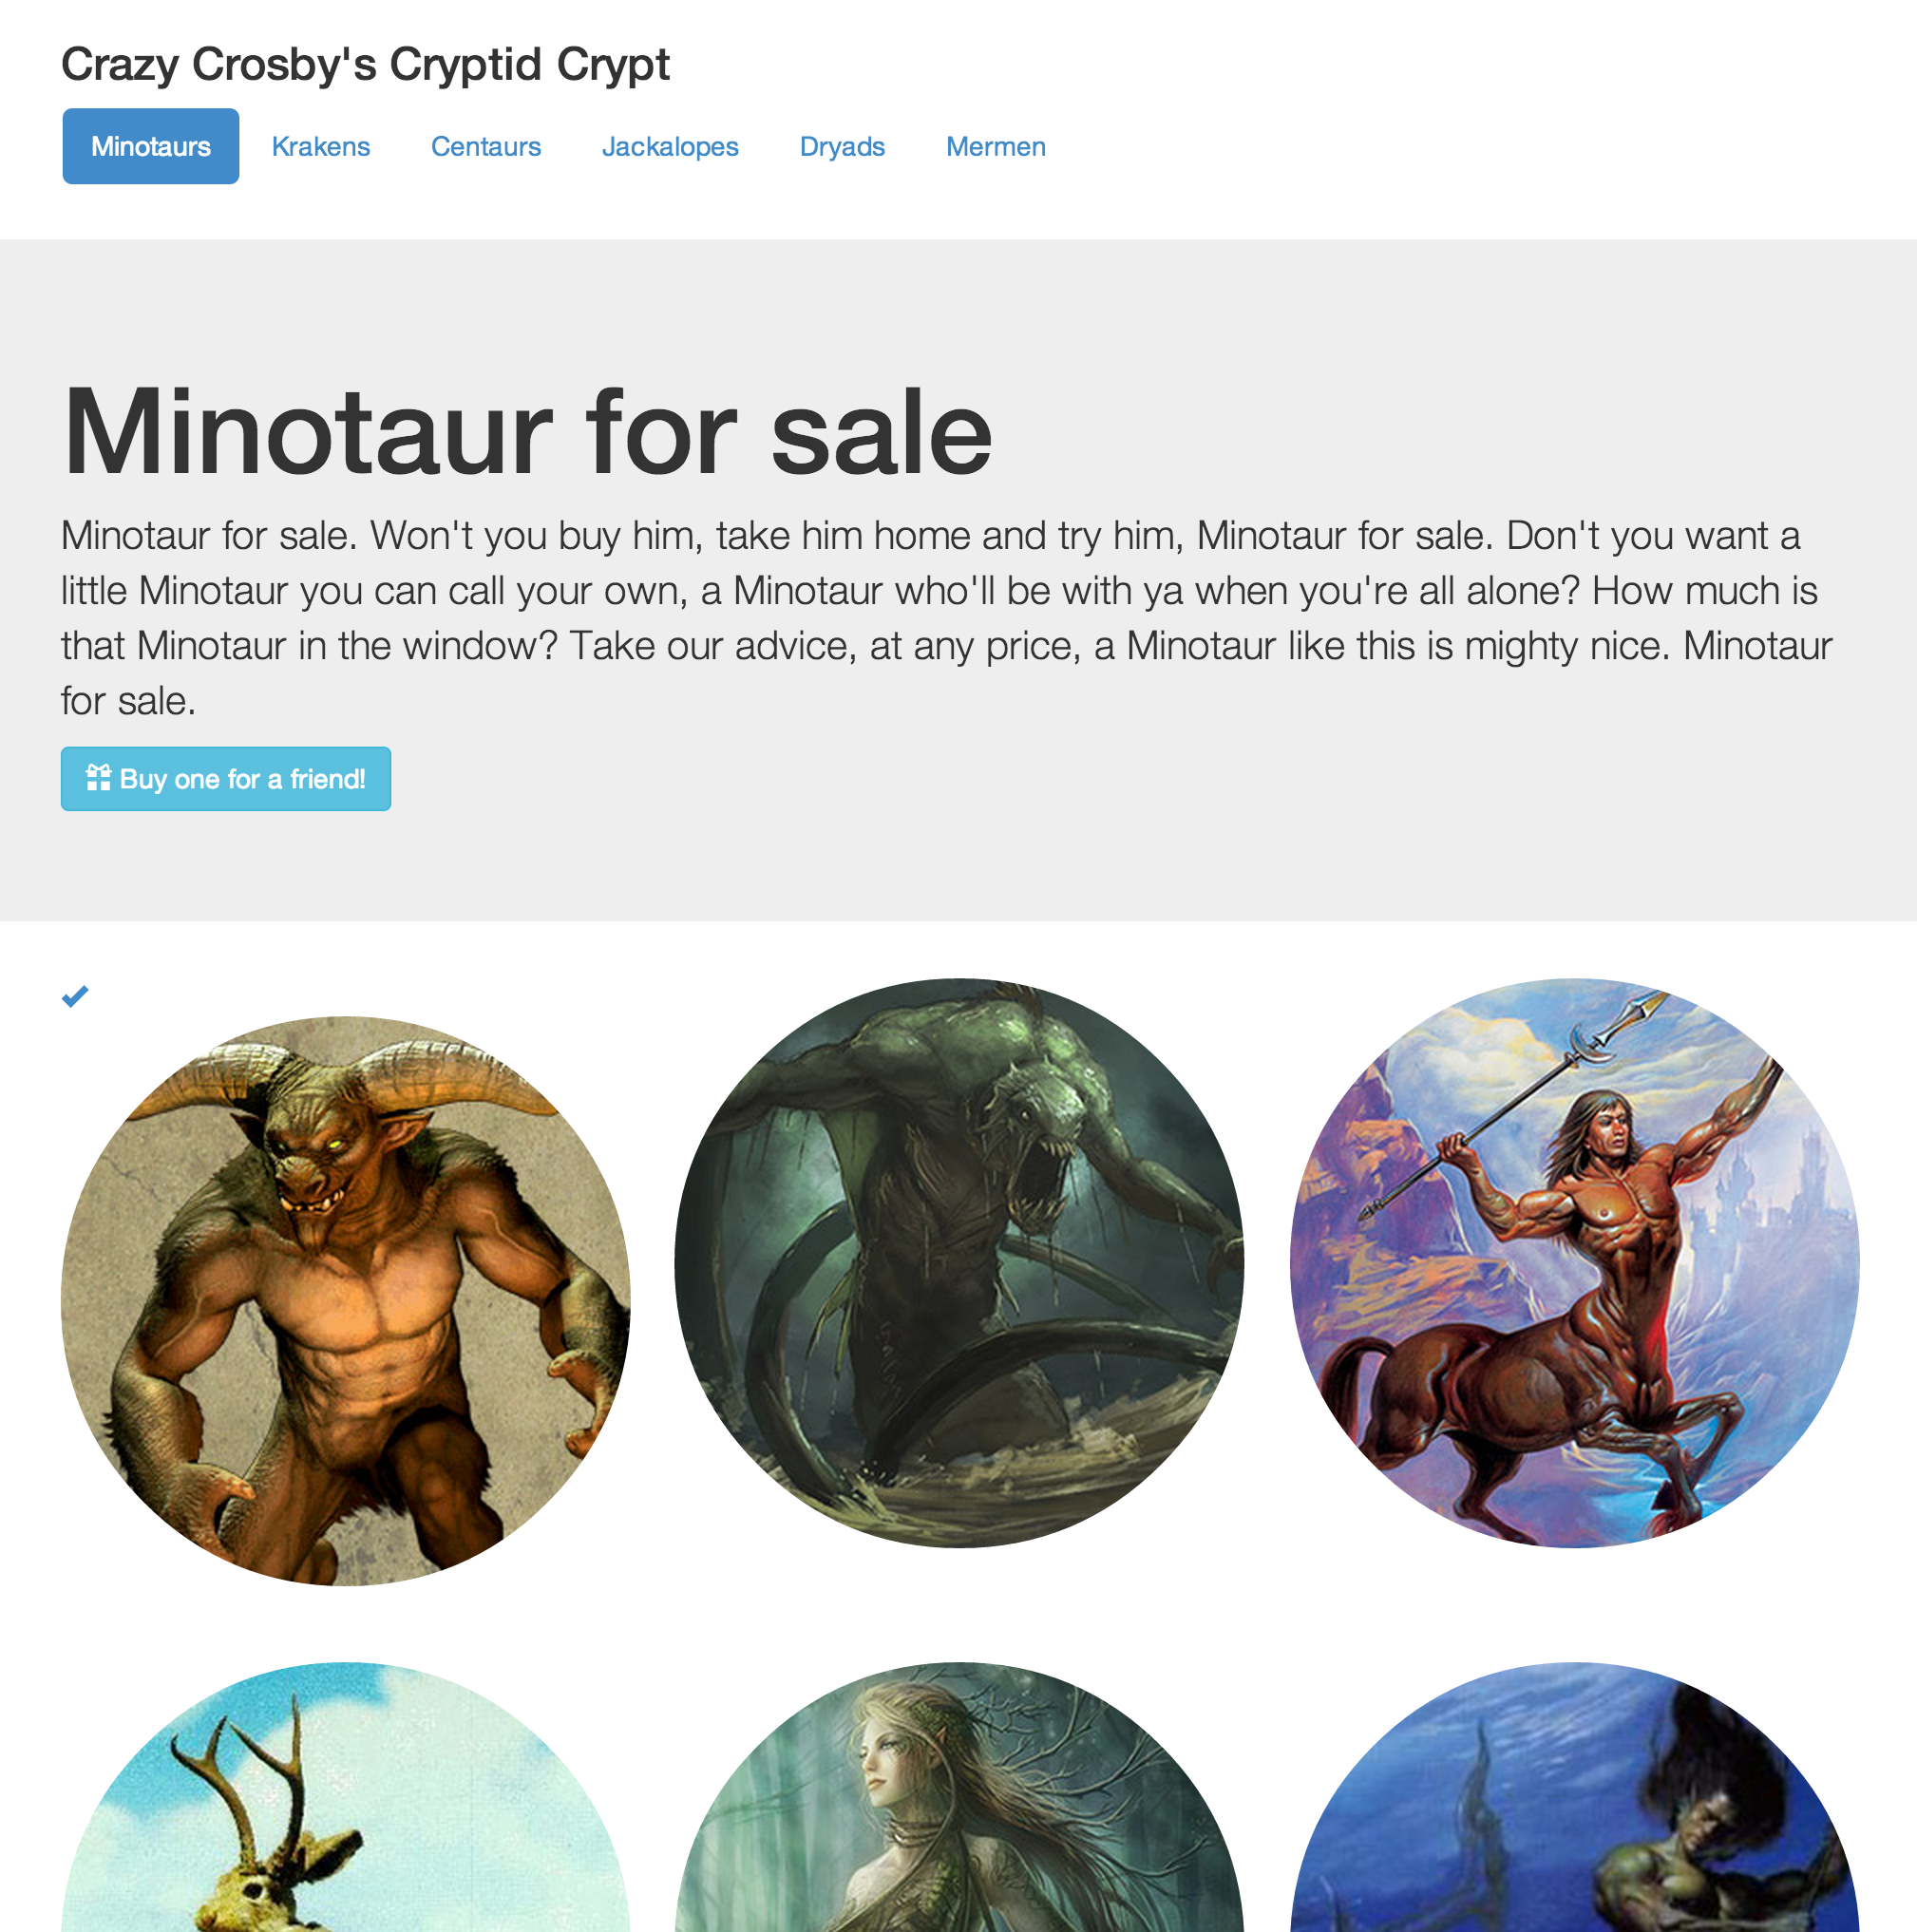 Crazy Crosby's Cryptid Crypt
Minotaurs Krakens Centaurs Jackalopes Dryads Mermen
Minotaur for sale
Minotaur for sale. Won't you buy him, take him home and try him, Minotaur for sale. Don't you want a
little Minotaur you can call your own, a Minotaur who'll be with ya when you're all alone? How much is
that Minotaur in the window? Take our advice, at any price, a Minotaur like this is mighty nice. Minotaur
for sale.
Buy one for a friend!